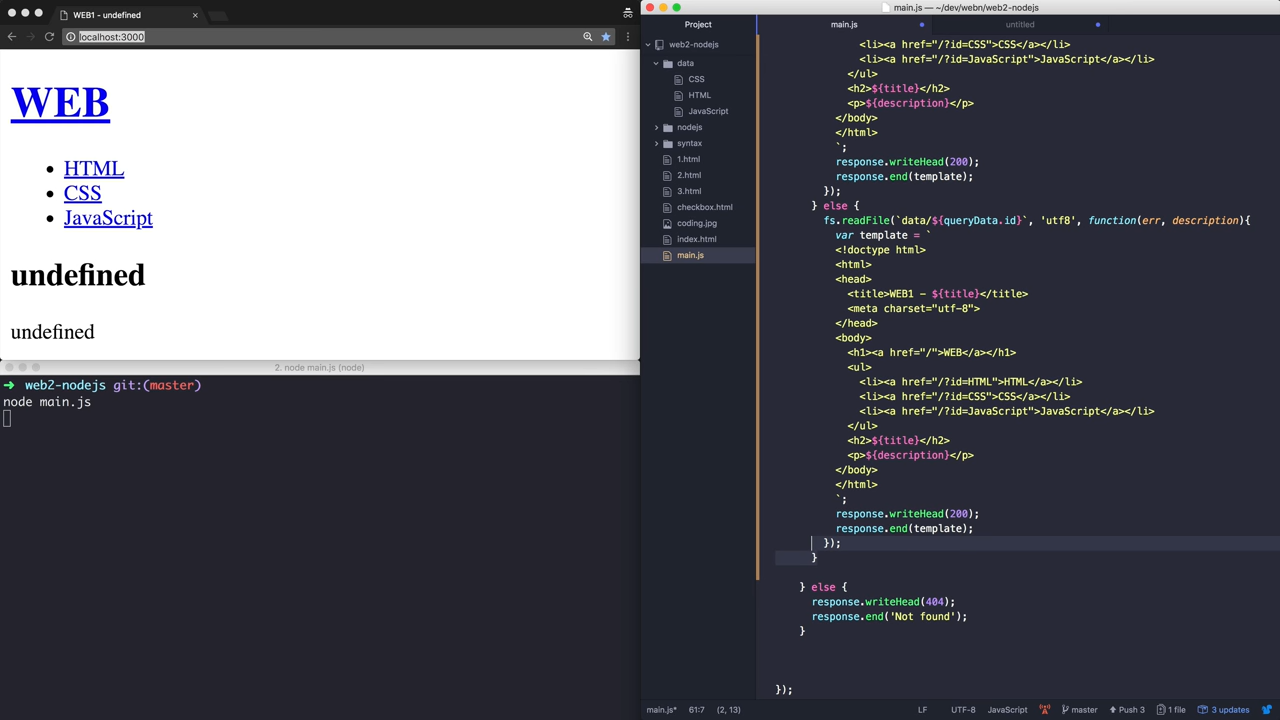 WEB1 - undefined
localhost:3000
WEB
HTML
CSS
JavaScript
undefined
undefined
2. node main.js (node)
➜ web2-nodejs git:(master)
node main.js
main.js — ~/dev/webn/web2-nodejs
Project
web2-nodejs
data
CSS
HTML
JavaScript
nodejs
syntax
1.html
2.html
3.html
checkbox.html
coding.jpg
index.html
main.js
main.js
untitled
<li><a href="/?id=CSS">CSS</a></li>
<li><a href="/?id=JavaScript">JavaScript</a></li>
</ul>
<h2>${title}</h2>
<p>${description}</p>
</body>
</html>
`;
response.writeHead(200);
response.end(template);
});
} else {
fs.readFile(`data/${queryData.id}`, 'utf8', function(err, description){
var template = `
<!doctype html>
<html>
<head>
<title>WEB1 - ${title}</title>
<meta charset="utf-8">
</head>
<body>
<h1><a href="/">WEB</a></h1>
<ul>
<li><a href="/?id=HTML">HTML</a></li>
<li><a href="/?id=CSS">CSS</a></li>
<li><a href="/?id=JavaScript">JavaScript</a></li>
</ul>
<h2>${title}</h2>
<p>${description}</p>
</body>
</html>
`;
response.writeHead(200);
response.end(template);
});
}
} else {
response.writeHead(404);
response.end('Not found');
}
});
main.js* 61:7 (2, 13) LF UTF-8 JavaScript master Push 3 1 file 3 updates